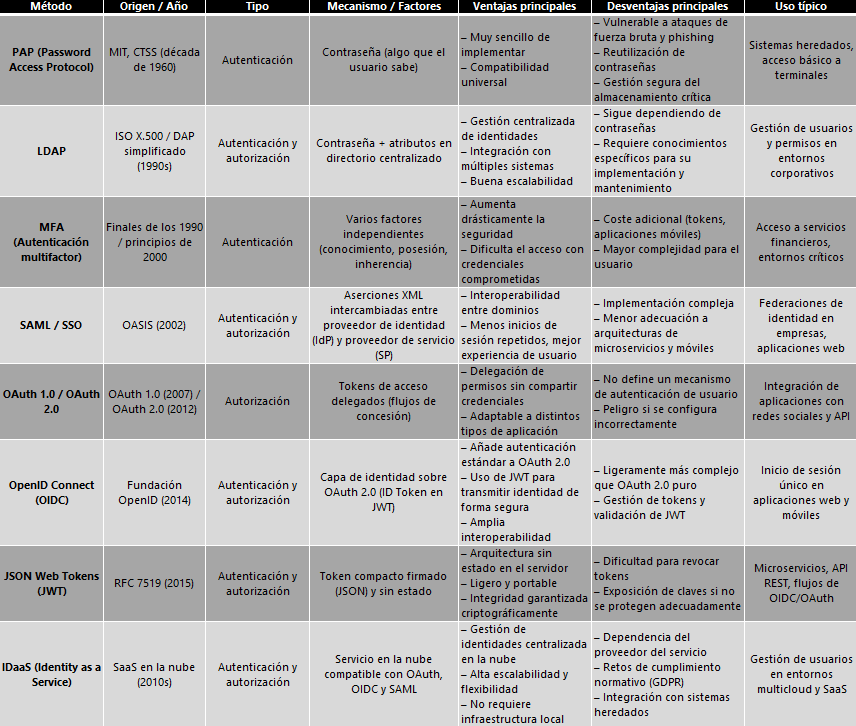 Método Origen / Año Tipo Mecanismo / Factores Ventajas principales Desventajas principales Uso típico
PAP (Password
Access Protocol)
MIT, CTSS (década
de 1960)
Autenticación
Contraseña (algo que el
usuario sabe)
– Muy sencillo de
implementar
– Compatibilidad
universal
– Vulnerable a ataques de
fuerza bruta y phishing
– Reutilización de
contraseñas
– Gestión segura del
almacenamiento crítica
Sistemas heredados,
acceso básico a
terminales
LDAP
ISO X.500 / DAP
simplificado
(1990s)
Autenticación y
autorización
Contraseña + atributos en
directorio centralizado
– Gestión centralizada
de identidades
– Integración con
múltiples sistemas
– Buena escalabilidad
– Sigue dependiendo de
contraseñas
– Requiere conocimientos
específicos para su
implementación y
mantenimiento
Gestión de usuarios
y permisos en
entornos
corporativos
MFA
(Autenticación
multifactor)
Finales de los 1990
/ principios de
2000
Autenticación
Varios factores
independientes
(conocimiento, posesión,
inherencia)
– Aumenta
drásticamente la
seguridad
– Dificulta el acceso con
credenciales
comprometidas
– Coste adicional (tokens,
aplicaciones móviles)
– Mayor complejidad para el
usuario
Acceso a servicios
financieros,
entornos críticos
SAML / SSO
OASIS (2002)
Autenticación y
autorización
Aserciones XML
intercambiadas entre
proveedor de identidad
(IdP) y proveedor de servicio
(SP)
– Interoperabilidad
entre dominios
– Menos inicios de
sesión repetidos, mejor
experiencia de usuario
– Implementación compleja
– Menor adecuación a
arquitecturas de
microservicios y móviles
Federaciones de
identidad en
empresas,
aplicaciones web
OAuth 1.0 / OAuth
2.0
OAuth 1.0 (2007) /
OAuth 2.0 (2012)
Autorización
Tokens de acceso
delegados (flujos de
concesión)
– Delegación de
permisos sin compartir
credenciales
– Adaptable a distintos
tipos de aplicación
– No define un mecanismo
de autenticación de usuario
– Peligro si se configura
incorrectamente
Integración de
aplicaciones con
redes sociales y API
OpenID Connect
(OIDC)
Fundación
OpenID (2014)
Autenticación y
autorización
Capa de identidad sobre
OAuth 2.0 (ID Token en
JWT)
– Añade autenticación
estándar a OAuth 2.0
– Uso de JWT para
transmitir identidad de
forma segura
– Amplia
interoperabilidad
– Ligeramente más complejo
que OAuth 2.0 puro
– Gestión de tokens y
validación de JWT
Inicio de sesión
único en
aplicaciones web y
móviles
JSON Web Tokens
(JWT)
RFC 7519 (2015)
Autenticación y
autorización
Token compacto firmado
(JSON) y sin estado
– Arquitectura sin
estado en el servidor
– Ligero y portable
– Integridad garantizada
criptográficamente
– Dificultad para revocar
tokens
– Exposición de claves si no
se protegen adecuadamente
Microservicios, API
REST, flujos de
OIDC/OAuth
IDaaS (Identity as a
Service)
SaaS en la nube
(2010s)
Autenticación y
autorización
Servicio en la nube
compatible con OAuth,
OIDC y SAML
– Gestión de
identidades centralizada
en la nube
– Alta escalabilidad y
flexibilidad
– No requiere
infraestructura local
– Dependencia del
proveedor del servicio
– Retos de cumplimiento
normativo (GDPR)
– Integración con sistemas
heredados
Gestión de usuarios
en entornos
multicloud y SaaS